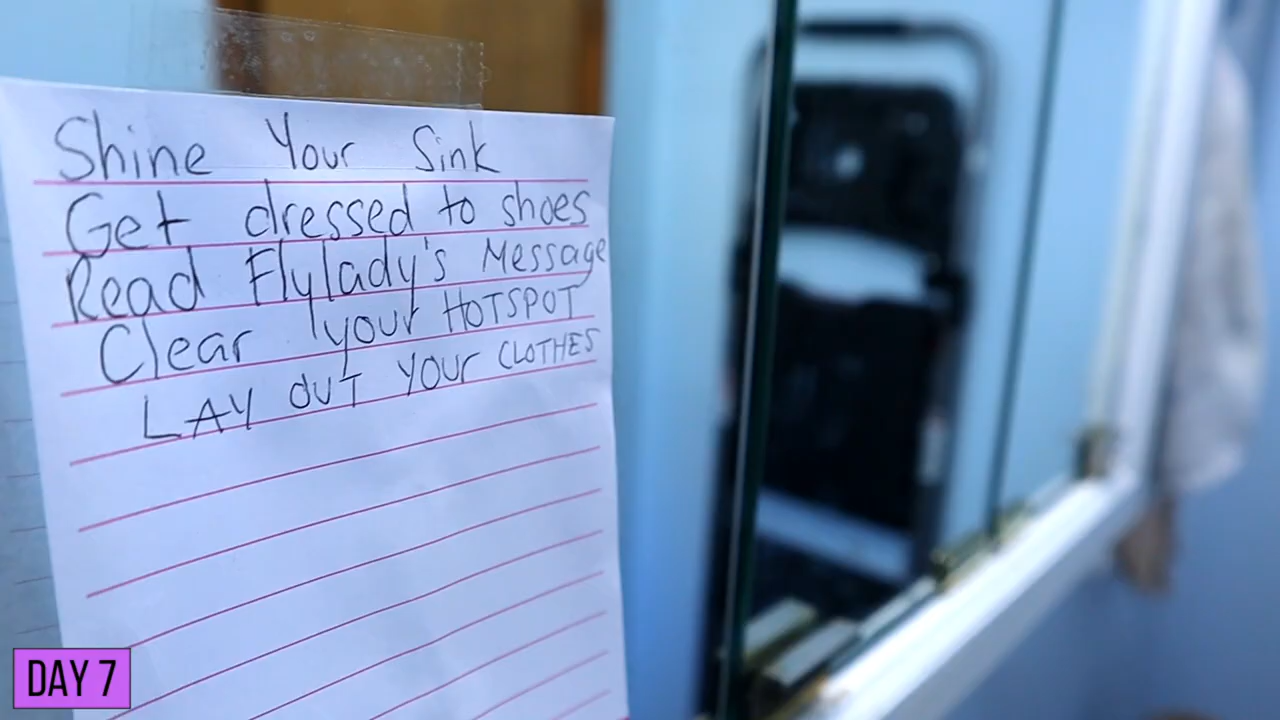 Shine Your Sink
Get dressed to shoes
Read Flylady's Message
Clear your HOTSPOT
LAY OUT YOUR CLOTHES
DAY 7